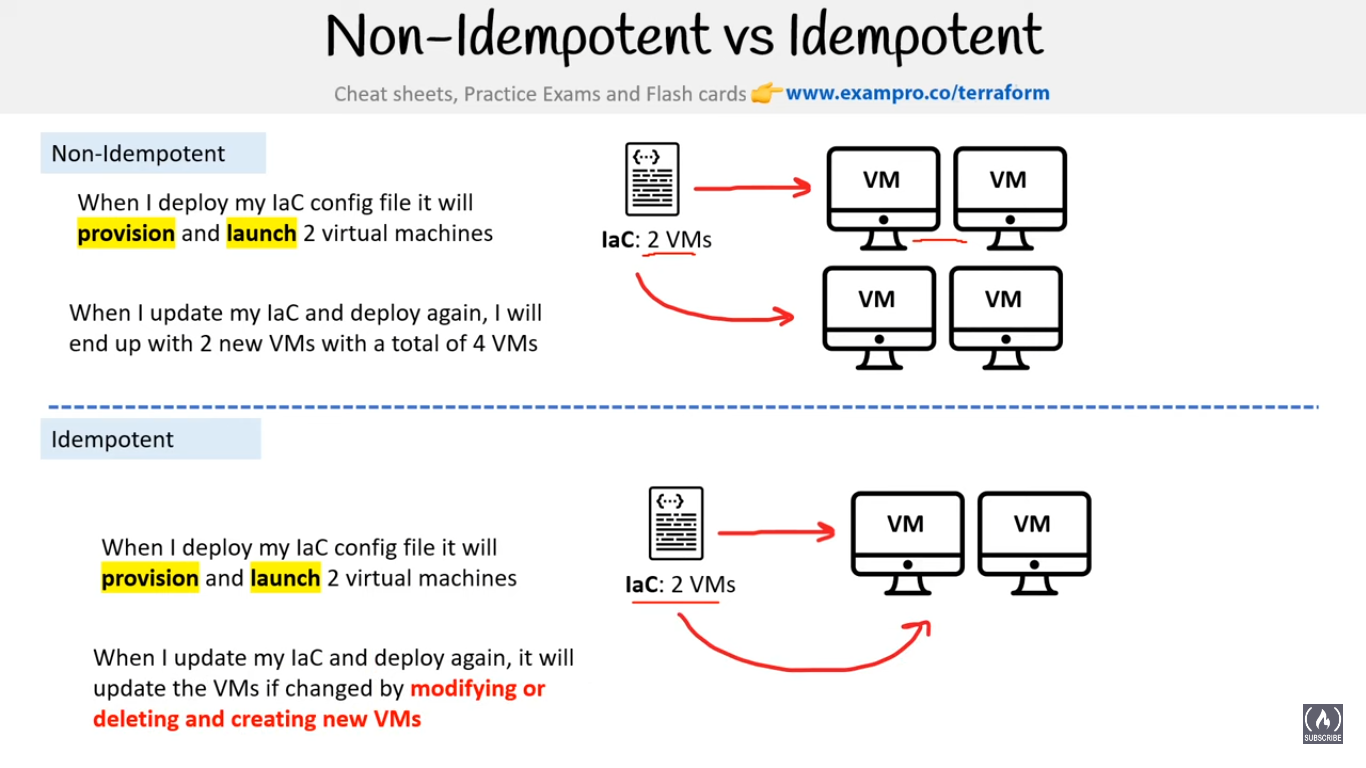 Non-Idempotent vs Idempotent
Cheat sheets, Practice Exams and Flash cards 👉 www.exampro.co/terraform
Non-Idempotent
When I deploy my IaC config file it will
provision and launch 2 virtual machines
When I update my IaC and deploy again, I will
end up with 2 new VMs with a total of 4 VMs
{...}
IaC: 2 VMs
VM VM
VM VM
Idempotent
When I deploy my IaC config file it will
provision and launch 2 virtual machines
When I update my IaC and deploy again, it will
update the VMs if changed by modifying or
deleting and creating new VMs
{...}
IaC: 2 VMs
VM VM
SUBSCRIBE